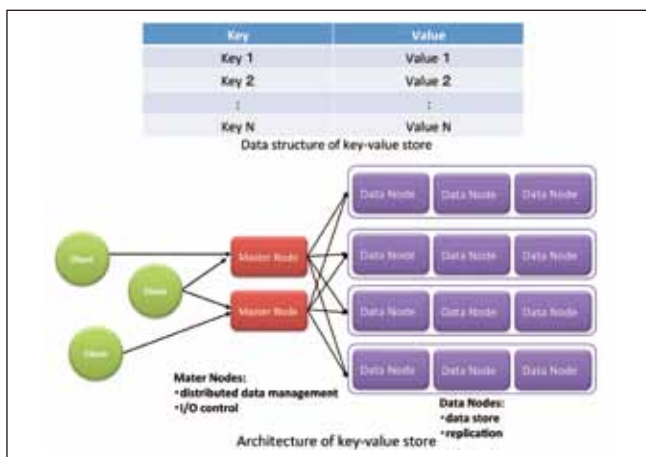 Key Value
Key 1 Value 1
Key 2 Value 2
: :
Key N Value N
Data structure of key-value store
Data Node Data Node Data Node
Client
Master Node
Data Node Data Node Data Node
Client
Master Node
Data Node Data Node Data Node
Client
Data Node Data Node Data Node
Mater Nodes:
•distributed data management
•I/O control
Data Nodes:
•data store
•replication
Architecture of key-value store